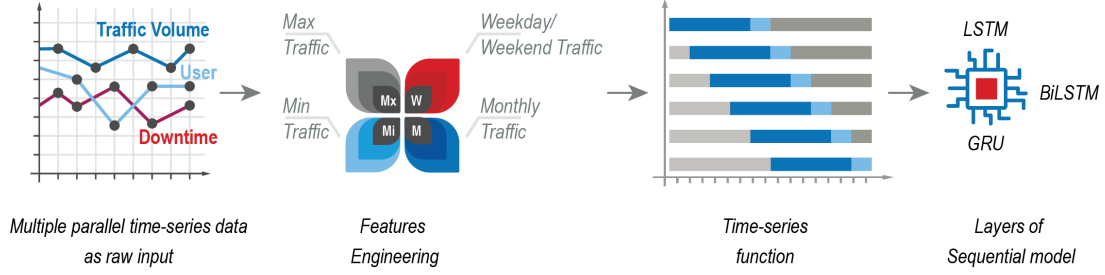 Traffic Volume
User
Downtime
Multiple parallel time-series data
as raw input
Max
Traffic
Weekday/
Weekend Traffic
Min
Traffic
Monthly
Traffic
Mx
W
Mi
M
Features
Engineering
Time-series
function
LSTM
BiLSTM
GRU
Layers of
Sequential model